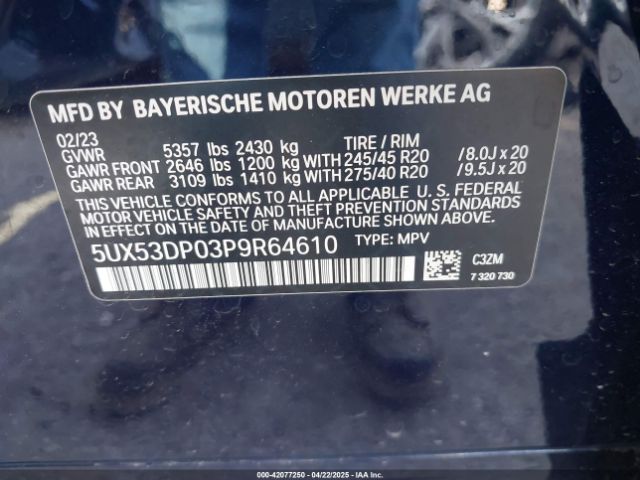 MFD BY BAYERISCHE MOTOREN WERKE AG
02/23
GVWR 5357 lbs 2430 kg TIRE / RIM
GAWR FRONT 2646 lbs 1200 kg WITH 245/45 R20 /8.0J x 20
GAWR REAR 3109 lbs 1410 kg WITH 275/40 R20 /9.5J x 20
THIS VEHICLE CONFORMS TO ALL APPLICABLE U. S. FEDERAL
MOTOR VEHICLE SAFETY AND THEFT PREVENTION STANDARDS
IN EFFECT ON THE DATE OF MANUFACTURE SHOWN ABOVE.
5UX53DP03P9R64610 TYPE: MPV
C3ZM
7 320 730
000-42077250 - 04/22/2025 - IAAI.COM